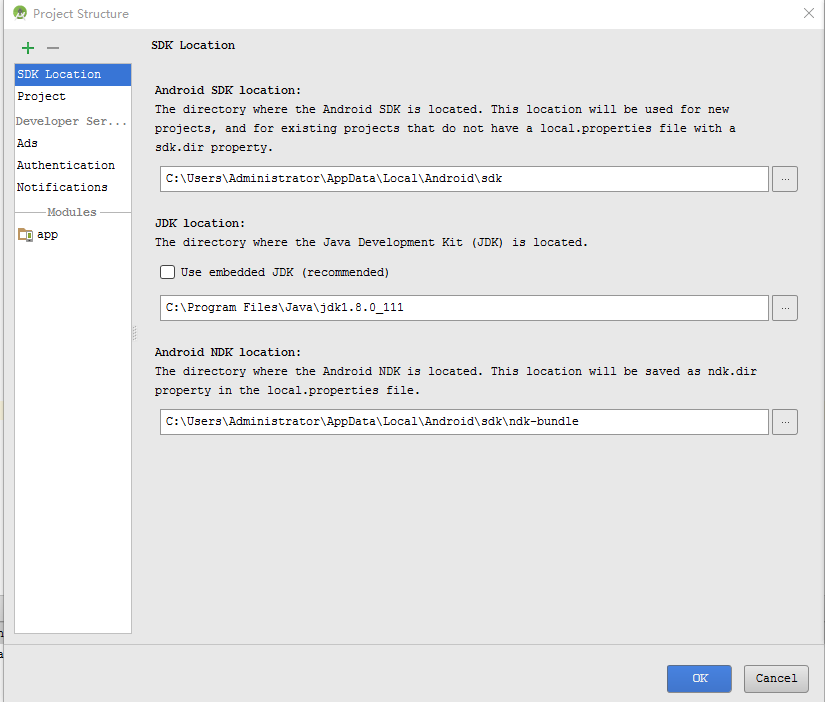 Project Structure
SDK Location
Project
Developer Ser...
Ads
Authentication
Notifications
Modules
app
SDK Location
Android SDK location:
The directory where the Android SDK is located. This location will be used for new
projects, and for existing projects that do not have a local.properties file with a
sdk.dir property.
C:\Users\Administrator\AppData\Local\Android\sdk
...
JDK location:
The directory where the Java Development Kit (JDK) is located.
Use embedded JDK (recommended)
C:\Program Files\Java\jdk1.8.0_111
...
Android NDK location:
The directory where the Android NDK is located. This location will be saved as ndk.dir
property in the local.properties file.
C:\Users\Administrator\AppData\Local\Android\sdk\ndk-bundle
...
OK
Cancel